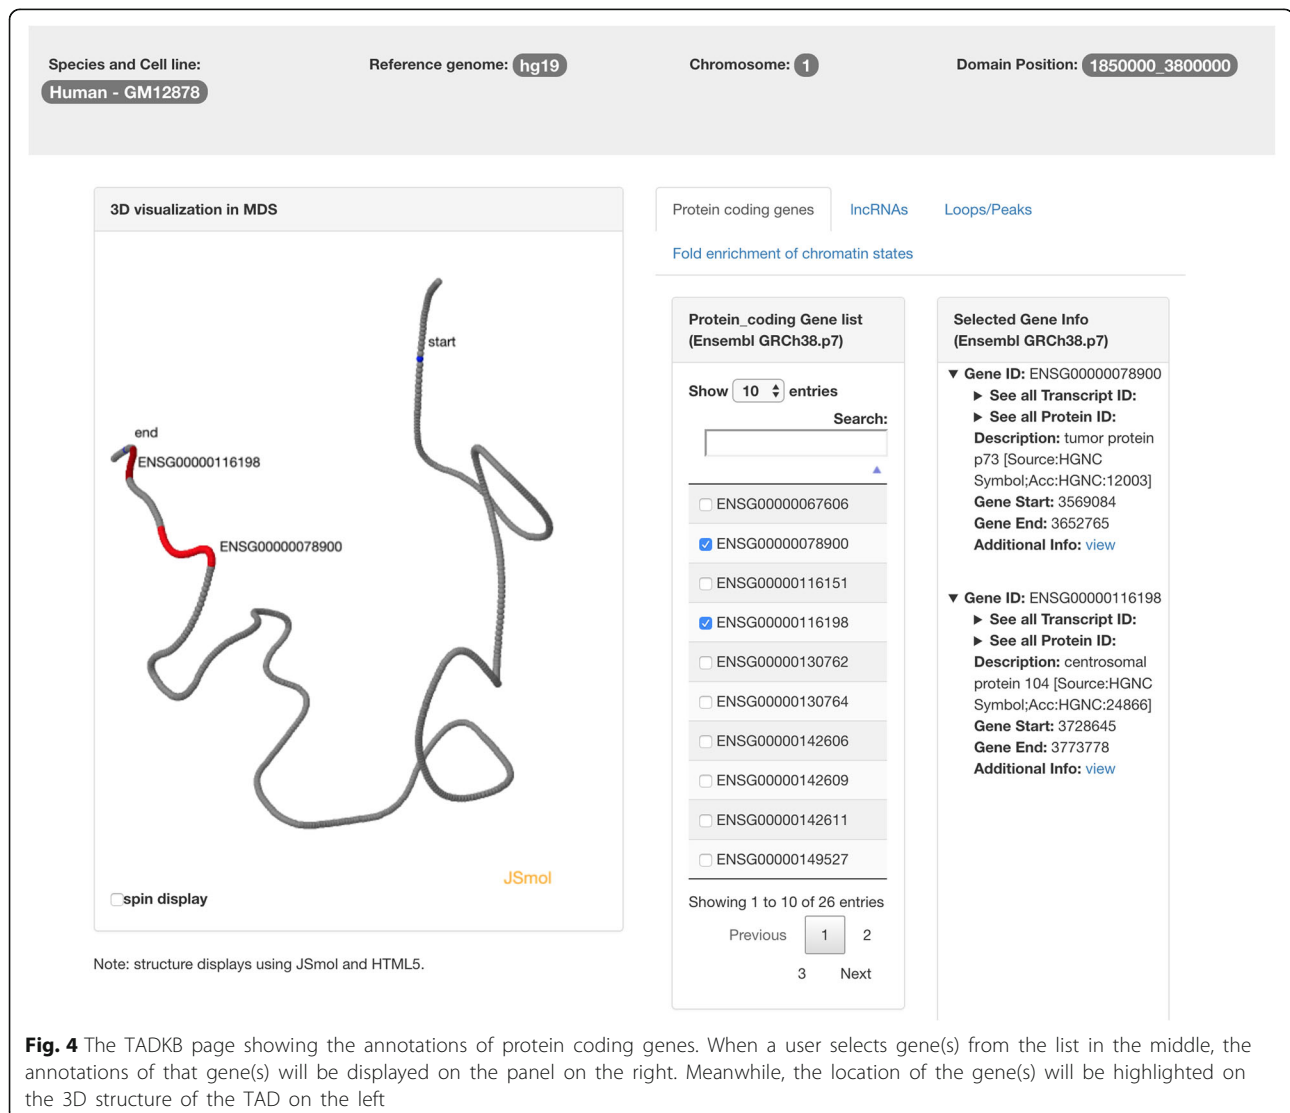 Species and Cell line:
Human - GM12878
Reference genome: hg19
Chromosome: 1
Domain Position: 1850000_3800000
3D visualization in MDS
start
end
ENSG00000116198
ENSG00000078900
JSmol
spin display
Note: structure displays using JSmol and HTML5.
Protein coding genes
lncRNAs
Loops/Peaks
Fold enrichment of chromatin states
Protein_coding Gene list
(Ensembl GRCh38.p7)
Show 10 entries
Search:
ENSG00000067606
ENSG00000078900
ENSG00000116151
ENSG00000116198
ENSG00000130762
ENSG00000130764
ENSG00000142606
ENSG00000142609
ENSG00000142611
ENSG00000149527
Showing 1 to 10 of 26 entries
Previous 1 2
3 Next
Selected Gene Info
(Ensembl GRCh38.p7)
▼ Gene ID: ENSG00000078900
▶ See all Transcript ID:
▶ See all Protein ID:
Description: tumor protein
p73 [Source:HGNC
Symbol;Acc:HGNC:12003]
Gene Start: 3569084
Gene End: 3652765
Additional Info: view
▼ Gene ID: ENSG00000116198
▶ See all Transcript ID:
▶ See all Protein ID:
Description: centrosomal
protein 104 [Source:HGNC
Symbol;Acc:HGNC:24866]
Gene Start: 3728645
Gene End: 3773778
Additional Info: view
Fig. 4 The TADKB page showing the annotations of protein coding genes. When a user selects gene(s) from the list in the middle, the
annotations of that gene(s) will be displayed on the panel on the right. Meanwhile, the location of the gene(s) will be highlighted on
the 3D structure of the TAD on the left